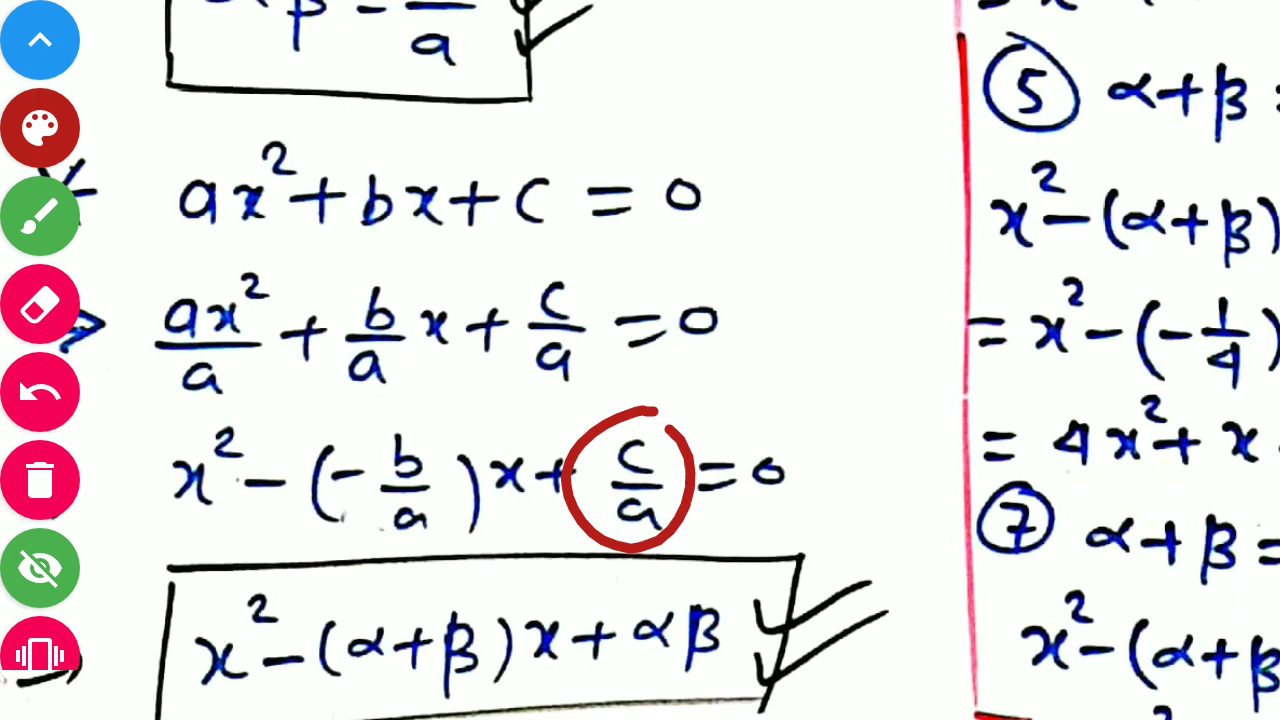 a
ax² + bx + c = 0
ax²/a + b/a x + c/a = 0
x² - (-b/a)x + c/a = 0
x² - (α+β)x + αβ
5 α+β =
x² - (α+β)
= x² - (-1/4)
= 4x² + x
7 α+β =
x² - (α+β